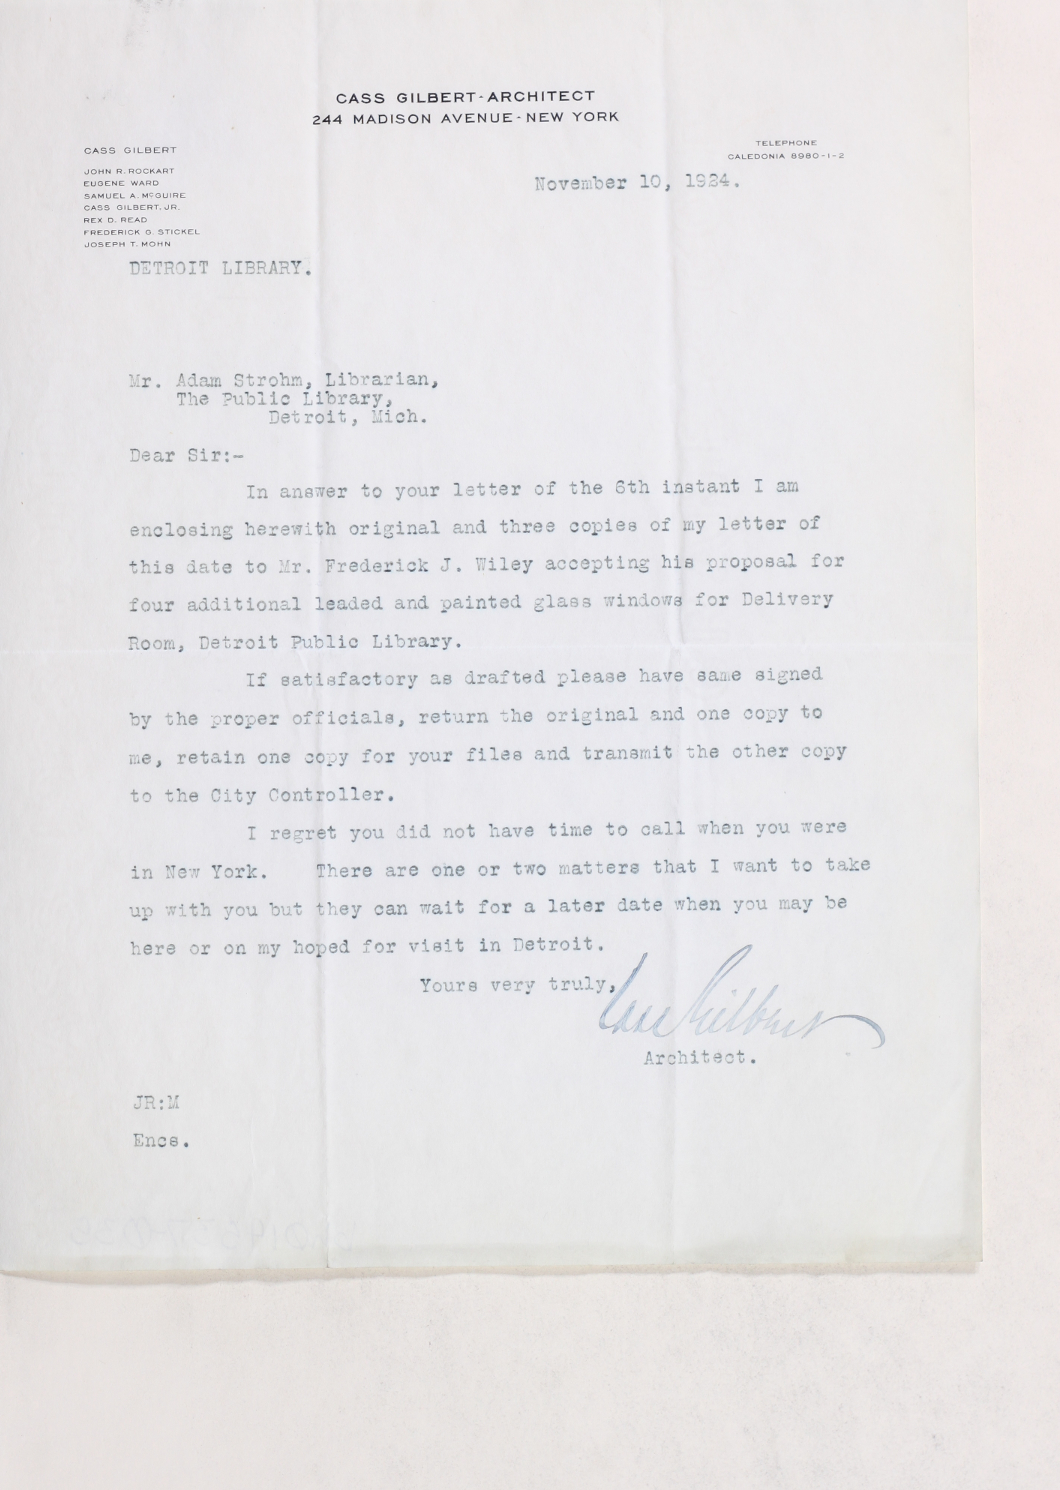 CASS GILBERT-ARCHITECT
244 MADISON AVENUE-NEW YORK
CASS GILBERT
JOHN R. ROCKART
EUGENE WARD
SAMUEL A. McGUIRE
CASS GILBERT, JR.
REX D. READ
FREDERICK G. STICKEL
JOSEPH T. MOHN
TELEPHONE
CALEDONIA 8980-1-2
November 10, 1924.
DETROIT LIBRARY.
Mr. Adam Strohm, Librarian,
The Public Library,
Detroit, Mich.
Dear Sir:-
In answer to your letter of the 6th instant I am
enclosing herewith original and three copies of my letter of
this date to Mr. Frederick J. Wiley accepting his proposal for
four additional leaded and painted glass windows for Delivery
Room, Detroit Public Library.
If satisfactory as drafted please have same signed
by the proper officials, return the original and one copy to
me, retain one copy for your files and transmit the other copy
to the City Controller.
I regret you did not have time to call when you were
in New York. There are one or two matters that I want to take
up with you but they can wait for a later date when you may be
here or on my hoped for visit in Detroit.
Yours very truly,
Cass Gilbert
Architect.
JR:M
Encs.